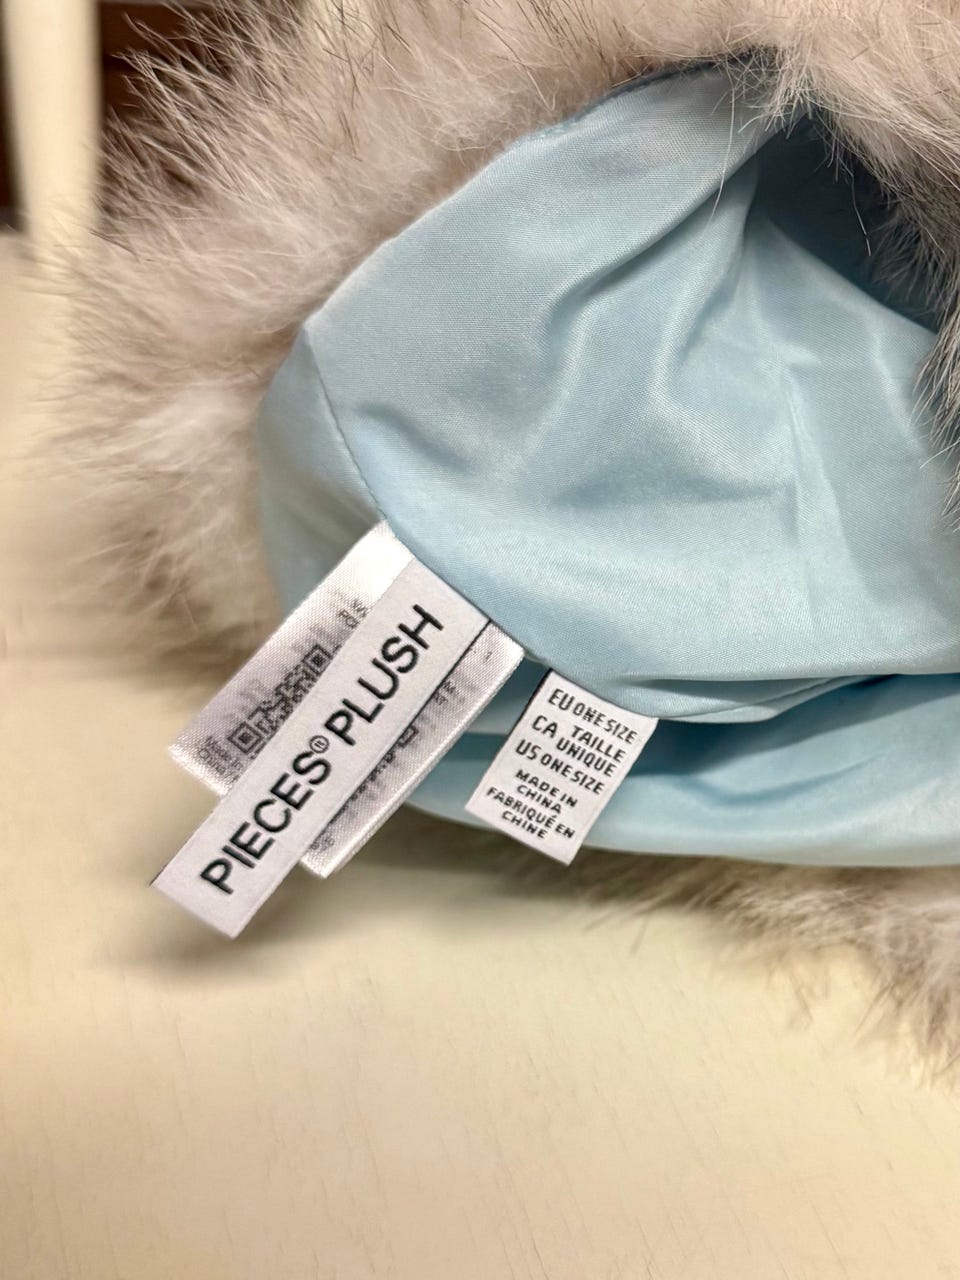 PIECES® PLUSH
EU ONE SIZE
CA TAILLE
UNIQUE
US ONE SIZE
MADE IN
CHINA
FABRIQUÉ EN
CHINE